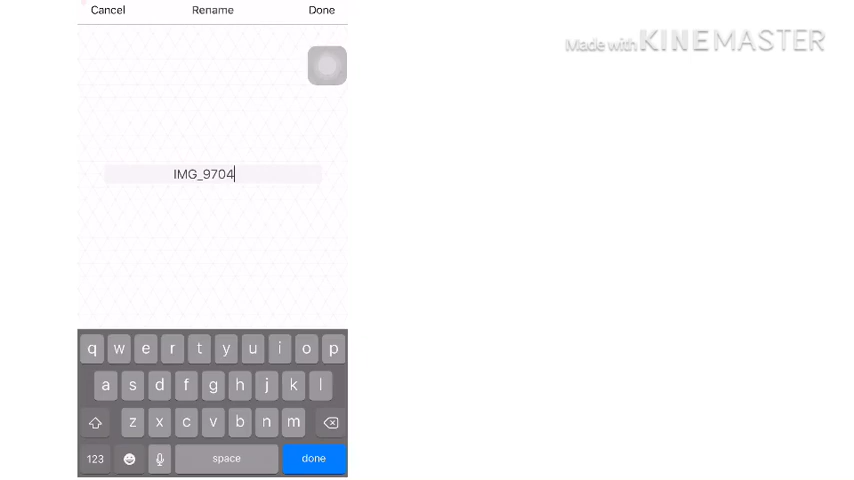 Cancel Rename Done
Made with KINEMASTER
IMG_9704
q w e r t y u i o p
a s d f g h j k l
z x c v b n m
123 space done